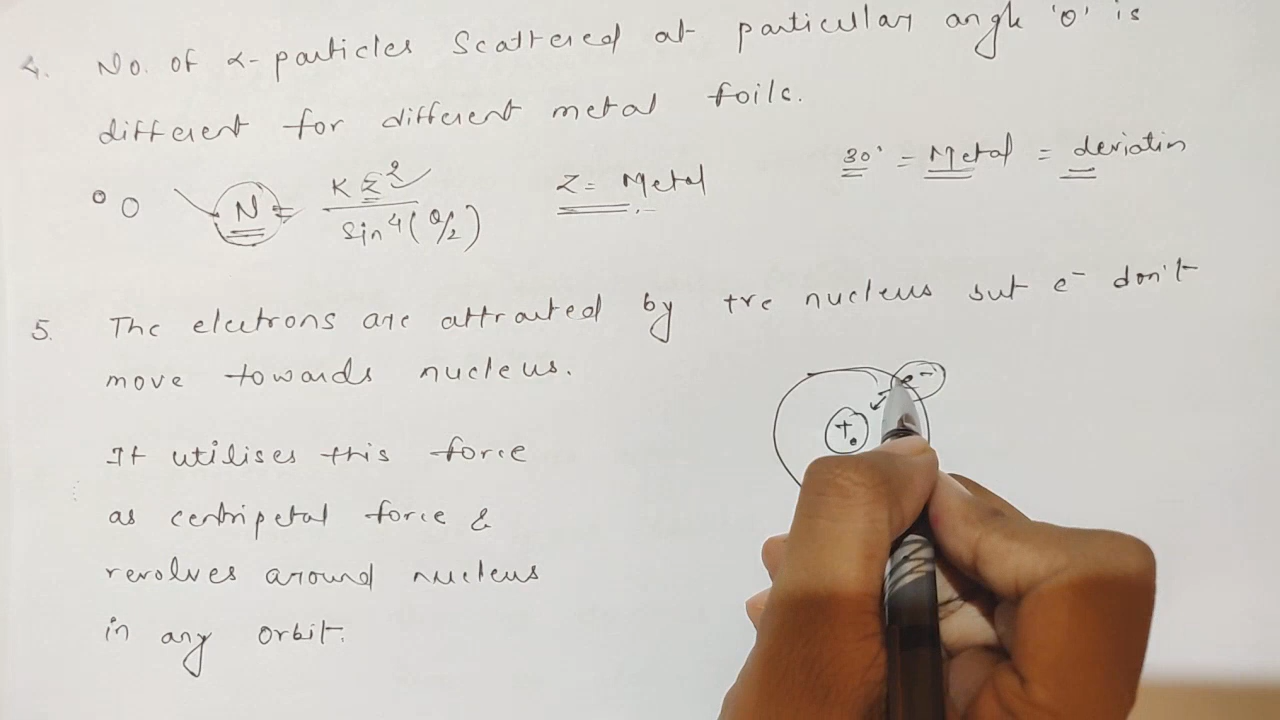 4. No. of α-particles Scattered at particular angle 'θ' is
different for different metal foils.
30° = Metal = deviation
N = K Z² / Sin⁴(θ/2)
Z = Metal
5. The electrons are attracted by +ve nucleus but e⁻ don't
move towards nucleus.
e⁻
+
It utilises this force
as centripetal force &
revolves around nucleus
in any orbit.